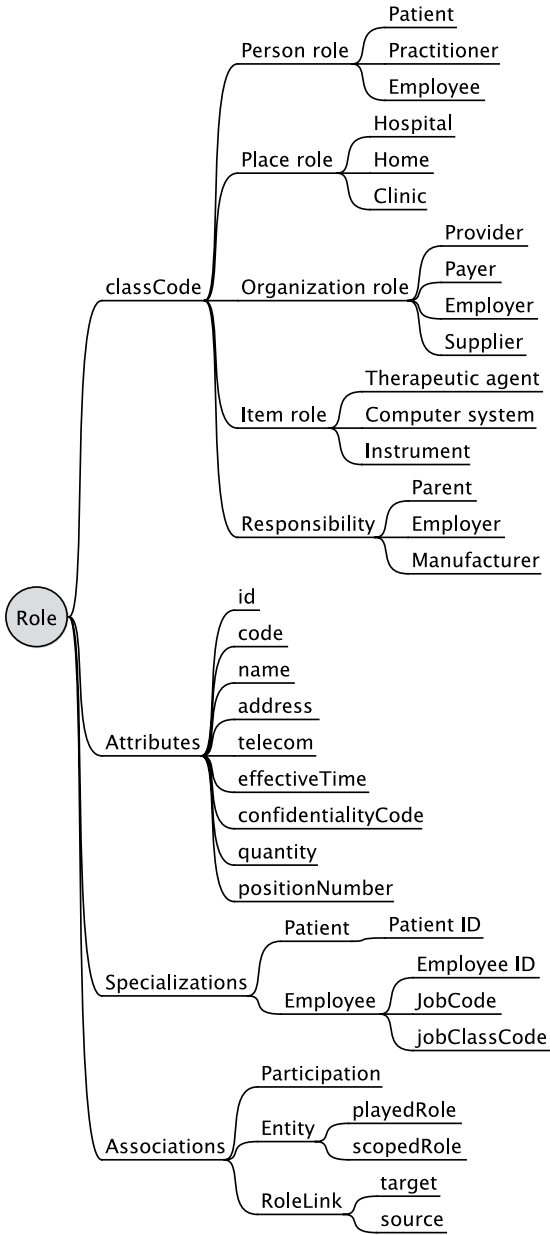 Role
classCode
Person role
Patient
Practitioner
Employee
Place role
Hospital
Home
Clinic
Organization role
Provider
Payer
Employer
Supplier
Item role
Therapeutic agent
Computer system
Instrument
Responsibility
Parent
Employer
Manufacturer
Attributes
id
code
name
address
telecom
effectiveTime
confidentialityCode
quantity
positionNumber
Specializations
Patient
Patient ID
Employee
Employee ID
JobCode
jobClassCode
Associations
Participation
Entity
playedRole
scopedRole
RoleLink
target
source